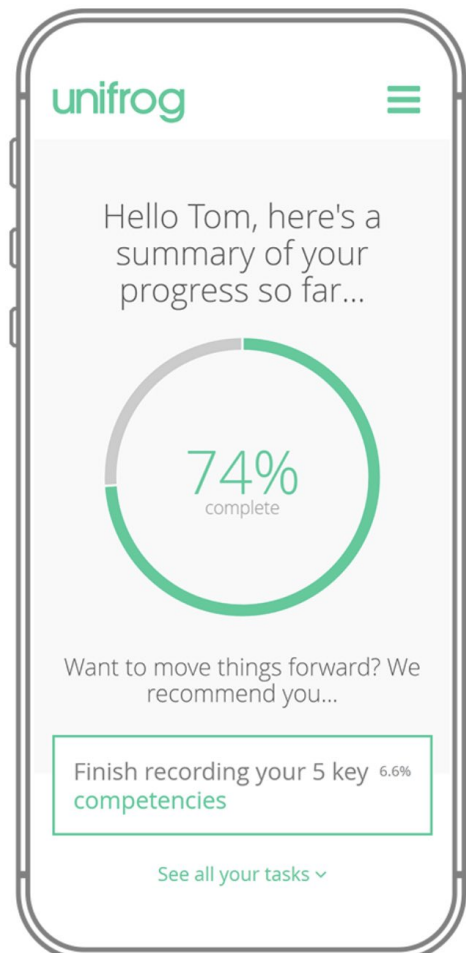 unifrog
Hello Tom, here's a
summary of your
progress so far...
74%
complete
Want to move things forward? We
recommend you...
Finish recording your 5 key 6.6%
competencies
See all your tasks